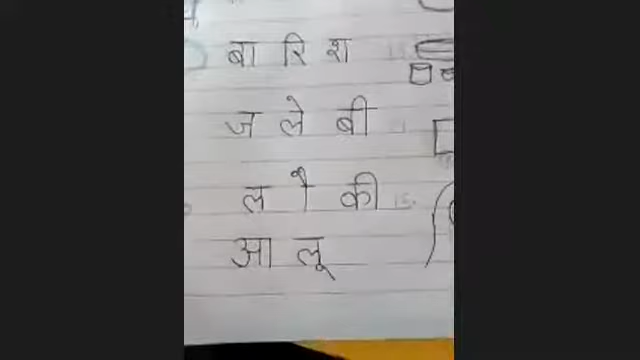 बा रि श
ज ले बी
ल ौ की
आ लू